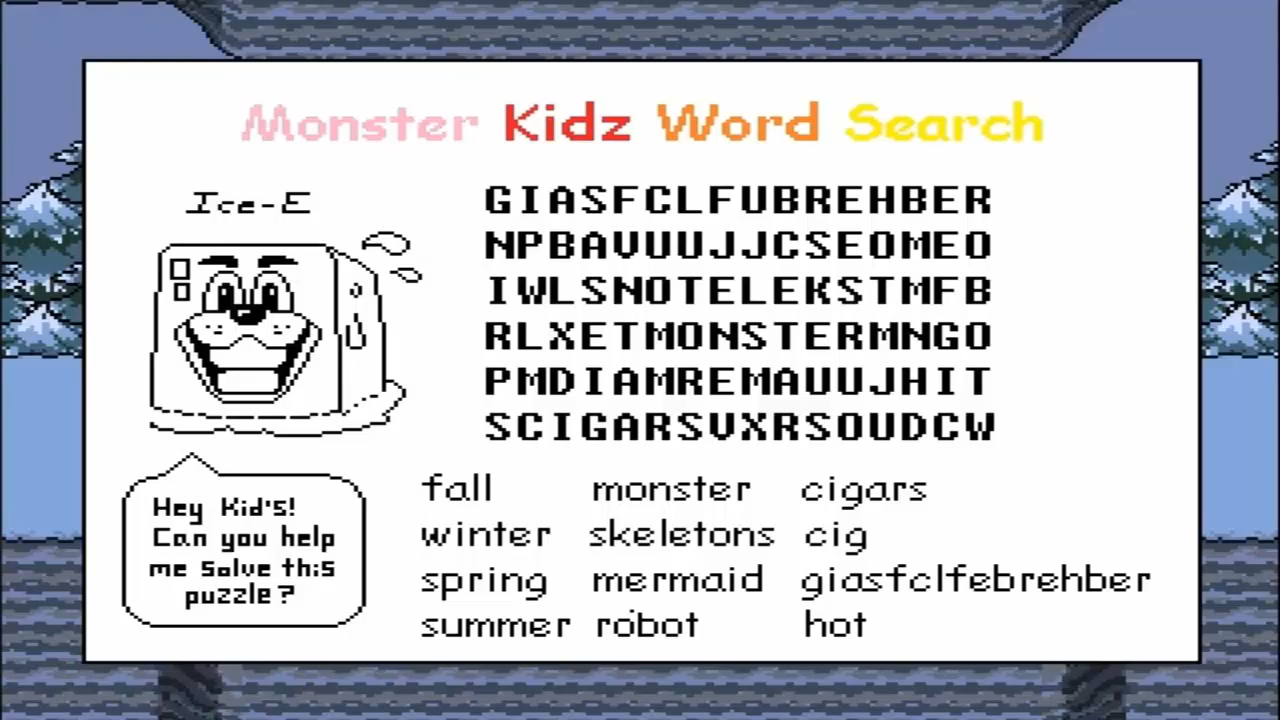 Monster Kidz Word Search
Ice-E
GIASFCLFUBREHBER
NPBAVUUJJCSEOMEO
IWLSNOTELEKSTMFB
RLXETMONSTERMNGO
PMDIAMREMAUUJHIT
SCIGARSVXRSOUDCW
fall monster cigars
winter skeletons cig
spring mermaid giasfclfebrehber
summer robot hot
Hey Kid's!
Can you help
me solve this
puzzle?